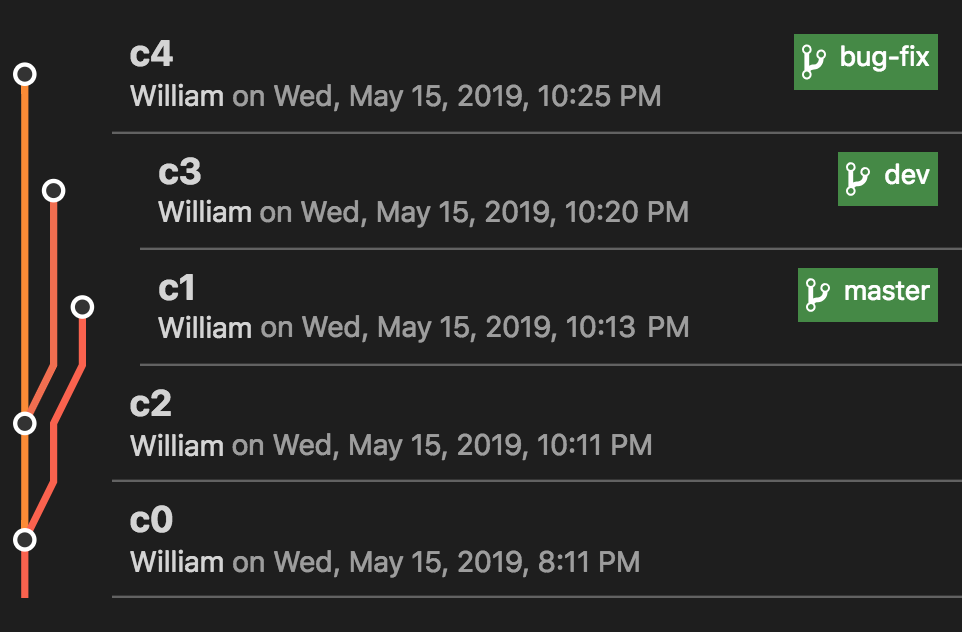 c4
bug-fix
William on Wed, May 15, 2019, 10:25 PM
c3
dev
William on Wed, May 15, 2019, 10:20 PM
c1
master
William on Wed, May 15, 2019, 10:13 PM
c2
William on Wed, May 15, 2019, 10:11 PM
c0
William on Wed, May 15, 2019, 8:11 PM